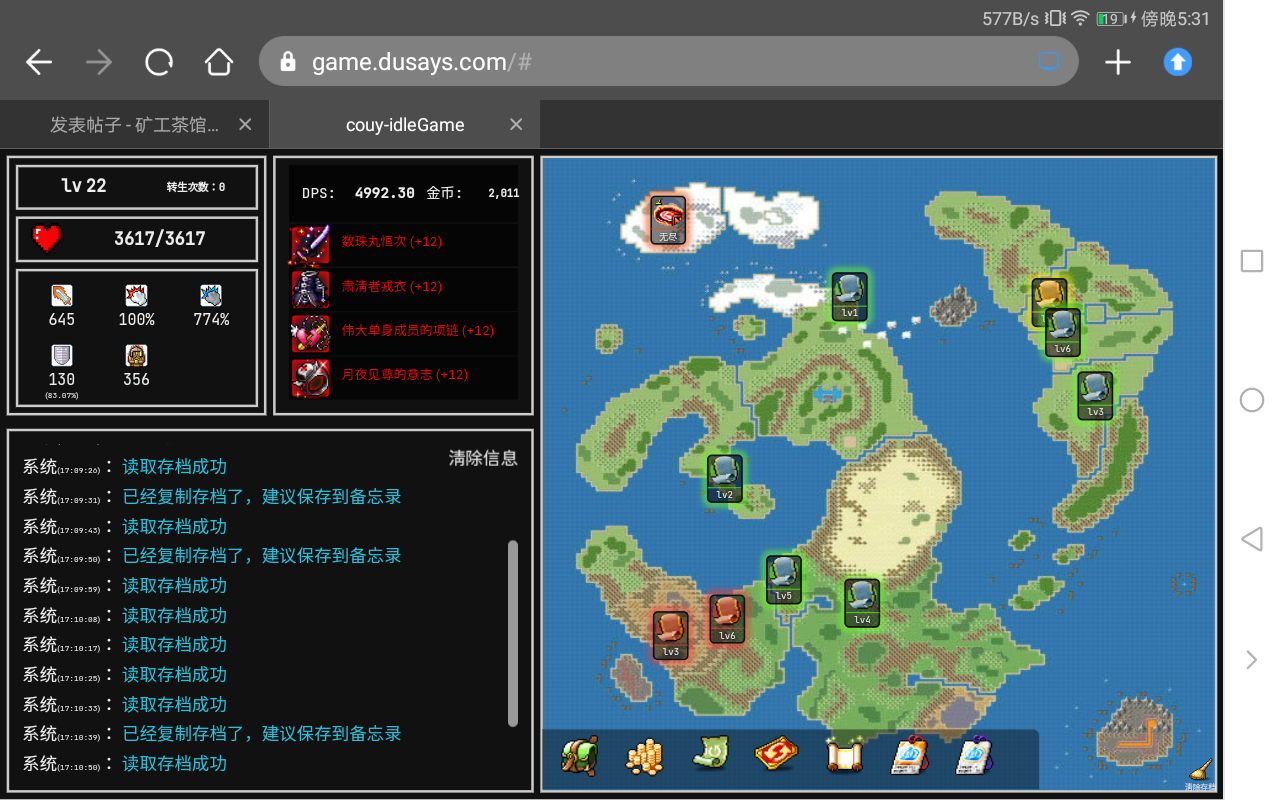 577B/s 19 傍晚5:31
game.dusays.com/#
发表帖子 - 矿工茶馆...
couy-idleGame
lv 22 转生次数：0
3617/3617
645 100% 774%
130 356
(83.07%)
DPS: 4992.30 金币: 2,011
数珠丸恒次 (+12)
肃清者戎衣 (+12)
伟大单身成员的项链 (+12)
月夜见尊的意志 (+12)
清除信息
系统(17:09:26)： 读取存档成功
系统(17:09:31)： 已经复制存档了，建议保存到备忘录
系统(17:09:43)： 读取存档成功
系统(17:09:50)： 已经复制存档了，建议保存到备忘录
系统(17:09:59)： 读取存档成功
系统(17:10:08)： 读取存档成功
系统(17:10:17)： 读取存档成功
系统(17:10:25)： 读取存档成功
系统(17:10:33)： 读取存档成功
系统(17:10:39)： 已经复制存档了，建议保存到备忘录
系统(17:10:50)： 读取存档成功
无尽
lv1
lv6
lv3
lv2
lv5
lv4
lv6
lv3
清除存档